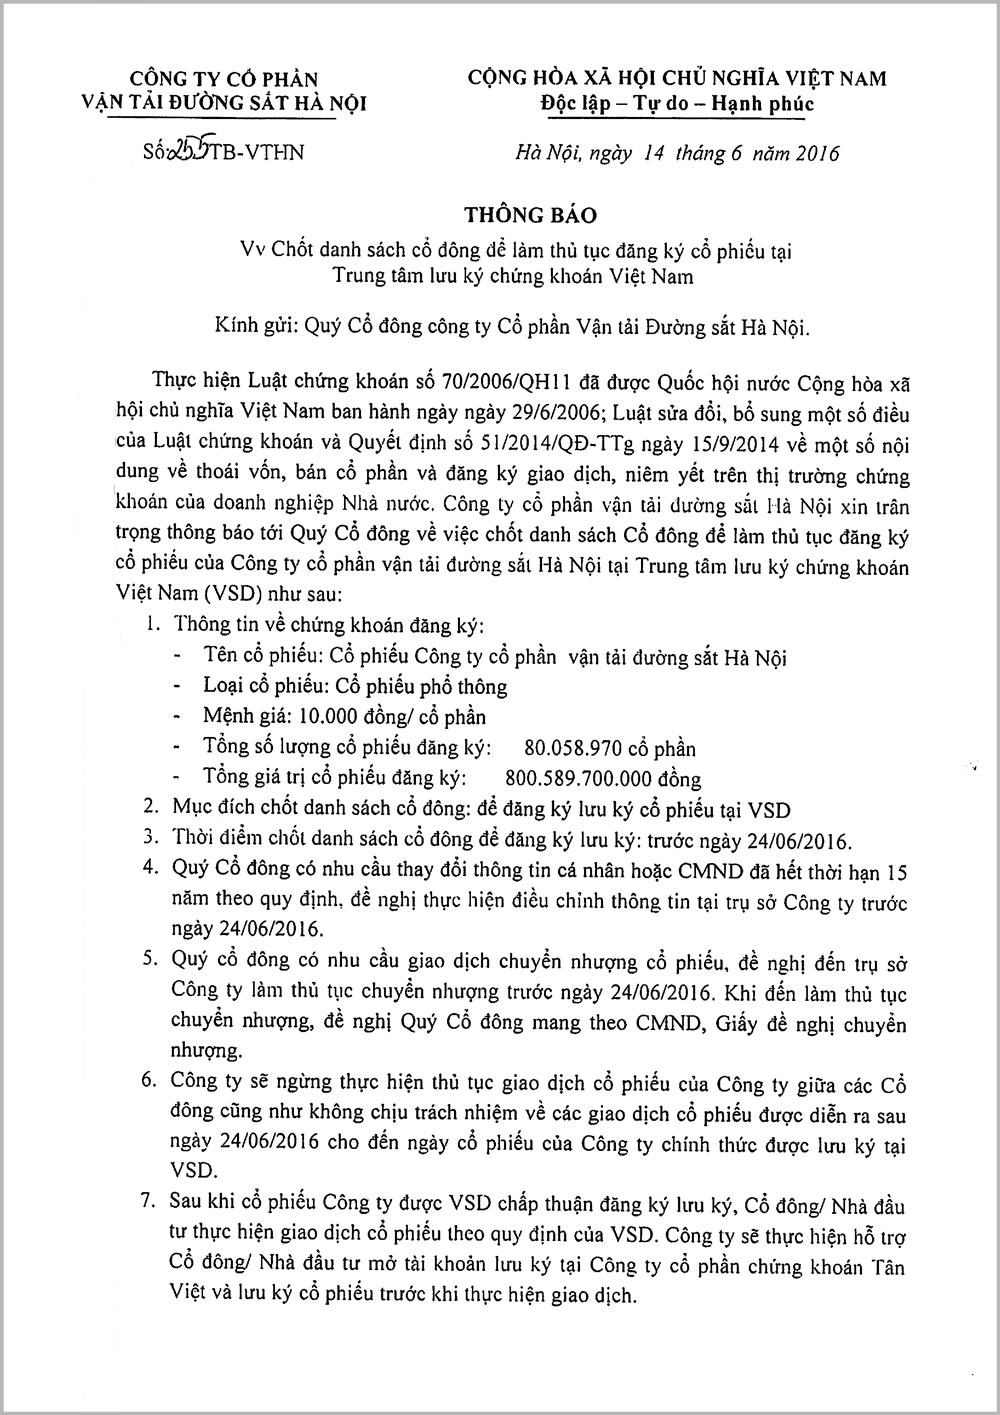 CÔNG TY CỔ PHẦN
VẬN TẢI ĐƯỜNG SẮT HÀ NỘI
Số:255TB-VTHN
CỘNG HÒA XÃ HỘI CHỦ NGHĨA VIỆT NAM
Độc lập – Tự do – Hạnh phúc
Hà Nội, ngày 14 tháng 6 năm 2016
THÔNG BÁO
Vv Chốt danh sách cổ đông để làm thủ tục đăng ký cổ phiếu tại
Trung tâm lưu ký chứng khoán Việt Nam
Kính gửi: Quý Cổ đông công ty Cổ phần Vận tải Đường sắt Hà Nội.
Thực hiện Luật chứng khoán số 70/2006/QH11 đã được Quốc hội nước Cộng hòa xã
hội chủ nghĩa Việt Nam ban hành ngày ngày 29/6/2006; Luật sửa đổi, bổ sung một số điều
của Luật chứng khoán và Quyết định số 51/2014/QĐ-TTg ngày 15/9/2014 về một số nội
dung về thoái vốn, bán cổ phần và đăng ký giao dịch, niêm yết trên thị trường chứng
khoán của doanh nghiệp Nhà nước. Công ty cổ phần vận tải đường sắt Hà Nội xin trân
trọng thông báo tới Quý Cổ đông về việc chốt danh sách Cổ đông để làm thủ tục đăng ký
cổ phiếu của Công ty cổ phần vận tải đường sắt Hà Nội tại Trung tâm lưu ký chứng khoán
Việt Nam (VSD) như sau:
1. Thông tin về chứng khoán đăng ký:
- Tên cổ phiếu: Cổ phiếu Công ty cổ phần vận tải đường sắt Hà Nội
- Loại cổ phiếu: Cổ phiếu phổ thông
- Mệnh giá: 10.000 đồng/ cổ phần
- Tổng số lượng cổ phiếu đăng ký: 80.058.970 cổ phần
- Tổng giá trị cổ phiếu đăng ký: 800.589.700.000 đồng
2. Mục đích chốt danh sách cổ đông: để đăng ký lưu ký cổ phiếu tại VSD
3. Thời điểm chốt danh sách cổ đông để đăng ký lưu ký: trước ngày 24/06/2016.
4. Quý Cổ đông có nhu cầu thay đổi thông tin cá nhân hoặc CMND đã hết thời hạn 15
năm theo quy định, đề nghị thực hiện điều chỉnh thông tin tại trụ sở Công ty trước
ngày 24/06/2016.
5. Quý cổ đông có nhu cầu giao dịch chuyển nhượng cổ phiếu, đề nghị đến trụ sở
Công ty làm thủ tục chuyển nhượng trước ngày 24/06/2016. Khi đến làm thủ tục
chuyển nhượng, đề nghị Quý Cổ đông mang theo CMND, Giấy đề nghị chuyển
nhượng.
6. Công ty sẽ ngừng thực hiện thủ tục giao dịch cổ phiếu của Công ty giữa các Cổ
đông cũng như không chịu trách nhiệm về các giao dịch cổ phiếu được diễn ra sau
ngày 24/06/2016 cho đến ngày cổ phiếu của Công ty chính thức được lưu ký tại
VSD.
7. Sau khi cổ phiếu Công ty được VSD chấp thuận đăng ký lưu ký, Cổ đông/ Nhà đầu
tư thực hiện giao dịch cổ phiếu theo quy định của VSD. Công ty sẽ thực hiện hỗ trợ
Cổ đông/ Nhà đầu tư mở tài khoản lưu ký tại Công ty cổ phần chứng khoán Tân
Việt và lưu ký cổ phiếu trước khi thực hiện giao dịch.